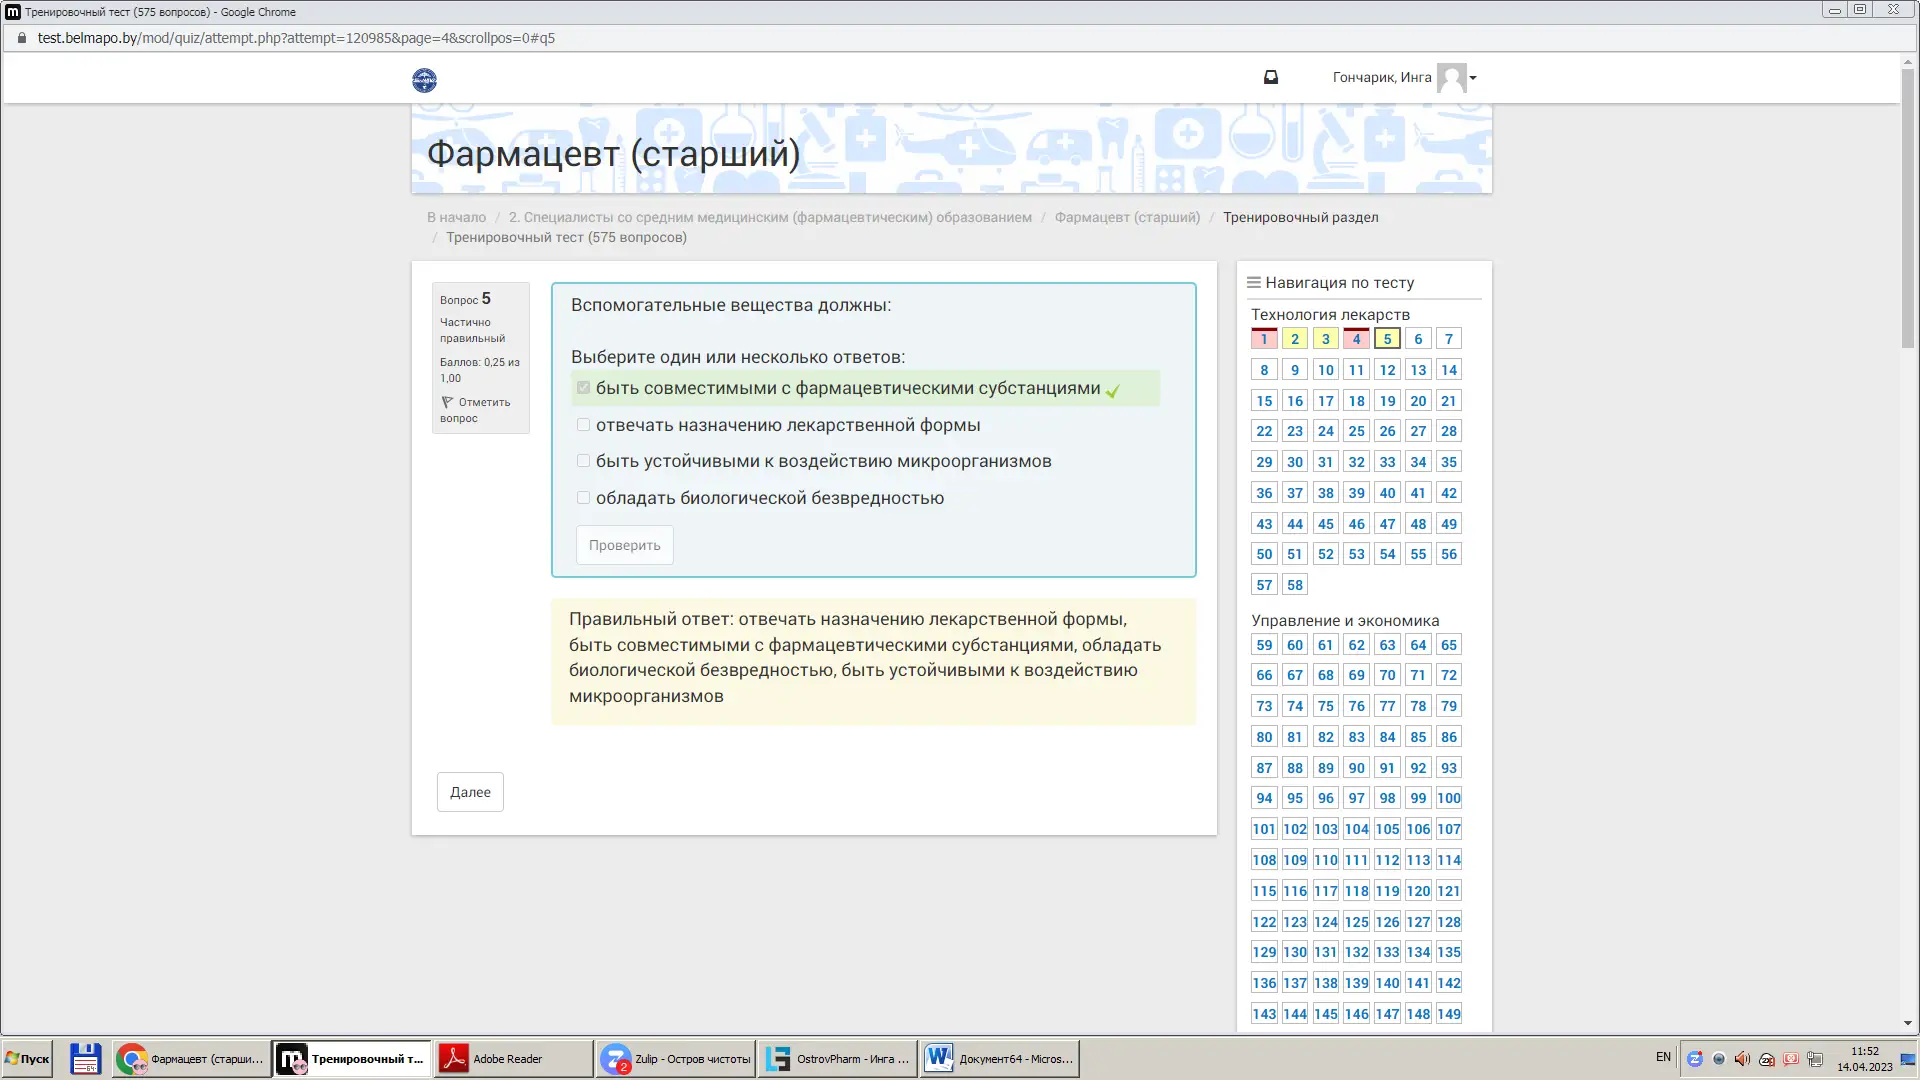 Тренировочный тест (575 вопросов) - Google Chrome
test.belmapo.by/mod/quiz/attempt.php?attempt=120985&page=4&scrollpos=0#q5
Гончарик, Инга
Фармацевт (старший)
В начало / 2. Специалисты со средним медицинским (фармацевтическим) образованием / Фармацевт (старший) / Тренировочный раздел
/ Тренировочный тест (575 вопросов)
Вопрос 5
Частично
правильный
Баллов: 0,25 из
1,00
Отметить
вопрос
Вспомогательные вещества должны:
Выберите один или несколько ответов:
быть совместимыми с фармацевтическими субстанциями
отвечать назначению лекарственной формы
быть устойчивыми к воздействию микроорганизмов
обладать биологической безвредностью
Проверить
Правильный ответ: отвечать назначению лекарственной формы,
быть совместимыми с фармацевтическими субстанциями, обладать
биологической безвредностью, быть устойчивыми к воздействию
микроорганизмов
Далее
Навигация по тесту
Технология лекарств
1 2 3 4 5 6 7
8 9 10 11 12 13 14
15 16 17 18 19 20 21
22 23 24 25 26 27 28
29 30 31 32 33 34 35
36 37 38 39 40 41 42
43 44 45 46 47 48 49
50 51 52 53 54 55 56
57 58
Управление и экономика
59 60 61 62 63 64 65
66 67 68 69 70 71 72
73 74 75 76 77 78 79
80 81 82 83 84 85 86
87 88 89 90 91 92 93
94 95 96 97 98 99 100
101 102 103 104 105 106 107
108 109 110 111 112 113 114
115 116 117 118 119 120 121
122 123 124 125 126 127 128
129 130 131 132 133 134 135
136 137 138 139 140 141 142
143 144 145 146 147 148 149
Пуск
Фармацевт (старши...
Тренировочный т...
Adobe Reader
2
Zulip - Остров чистоты
OstrovPharm - Инга ...
Документ64 - Micros...
EN
11:52
14.04.2023